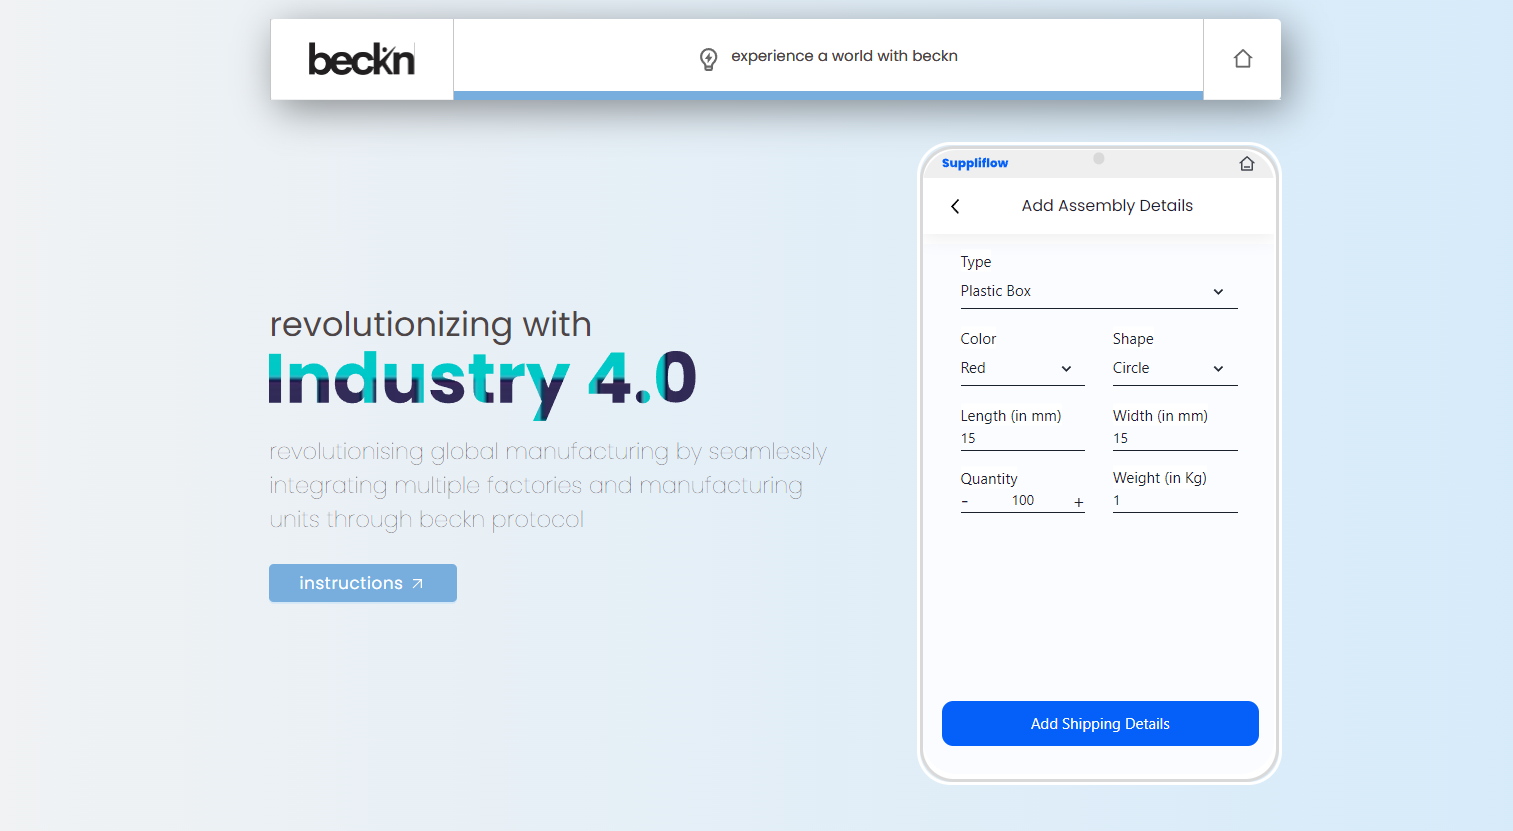 beckn
experience a world with beckn
revolutionizing with
Industry 4.0
revolutionising global manufacturing by seamlessly
integrating multiple factories and manufacturing
units through beckn protocol
instructions
Suppliflow
Add Assembly Details
Type
Plastic Box
Color Shape
Red Circle
Length (in mm) Width (in mm)
15 15
Quantity Weight (in Kg)
- 100 + 1
Add Shipping Details